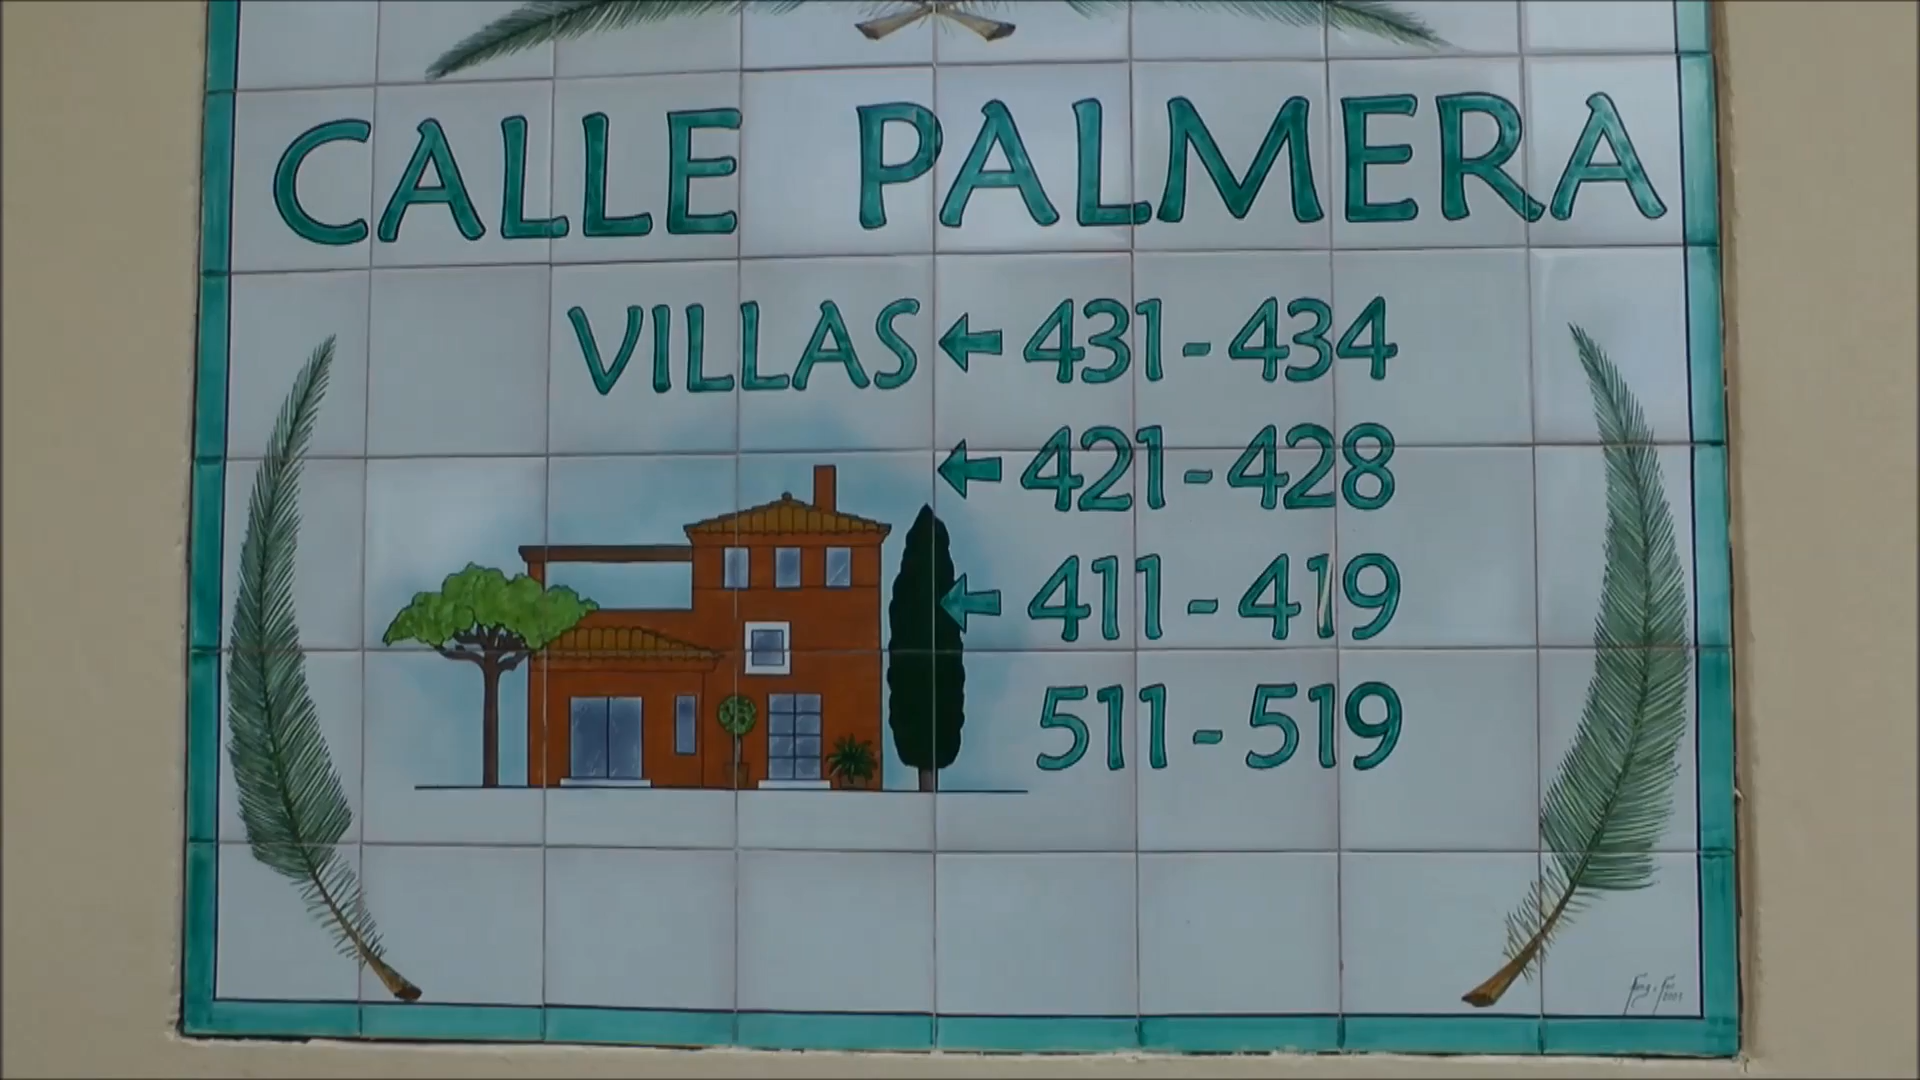 CALLE PALMERA
VILLAS ← 431 - 434
← 421 - 428
← 411 - 419
511 - 519